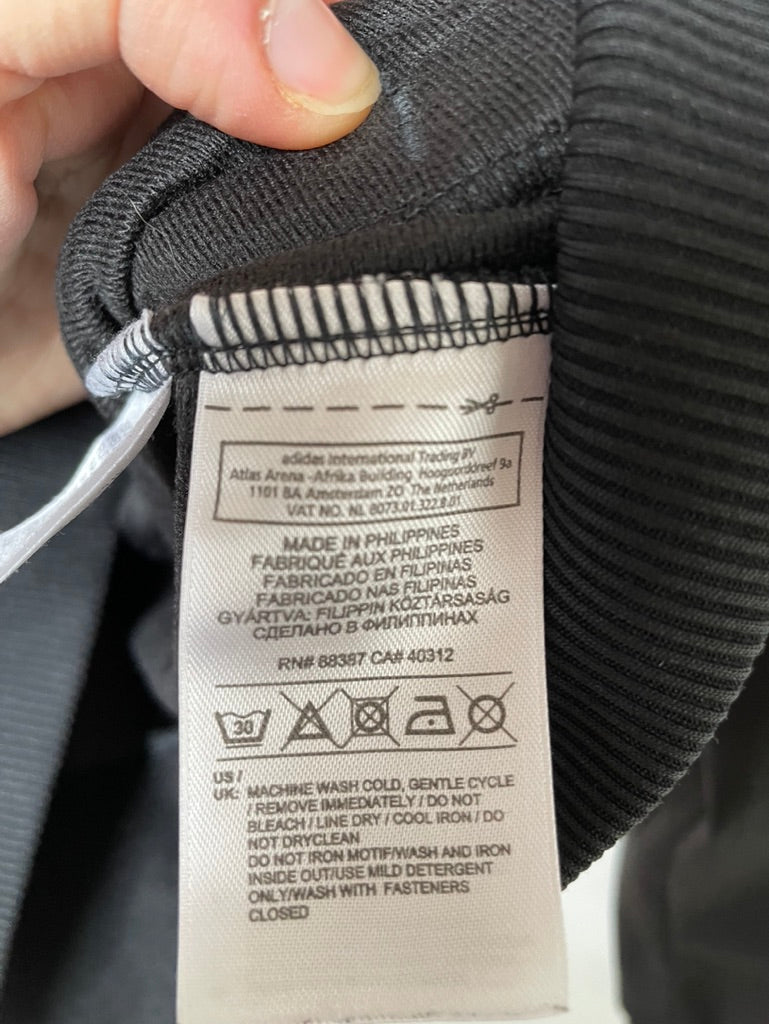 adidas International Trading BV
Atlas Arena -Afrika Building Hoogoorddreef 9a
1101 BA Amsterdam ZO The Netherlands
VAT NO. NL 8073.01.322.B.01
MADE IN PHILIPPINES
FABRIQUÉ AUX PHILIPPINES
FABRICADO EN FILIPINAS
FABRICADO NAS FILIPINAS
GYÁRTVA: FILIPPIN KÖZTÁRSASÁG
СДЕЛАНО В ФИЛИППИНАХ
RN# 88387 CA# 40312
30
US /
UK: MACHINE WASH COLD, GENTLE CYCLE
/ REMOVE IMMEDIATELY / DO NOT
BLEACH / LINE DRY / COOL IRON / DO
NOT DRYCLEAN
DO NOT IRON MOTIF/WASH AND IRON
INSIDE OUT/USE MILD DETERGENT
ONLY/WASH WITH FASTENERS
CLOSED